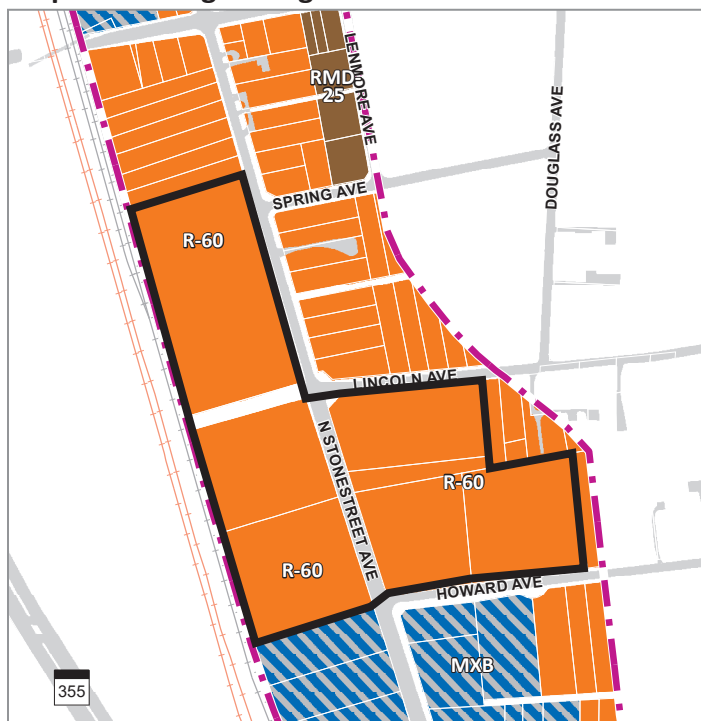 LENMORE AVE
RMD
25
DOUGLASS AVE
SPRING AVE
R-60
LINCOLN AVE
N STONESTREET AVE
R-60
R-60
HOWARD AVE
MXB
355